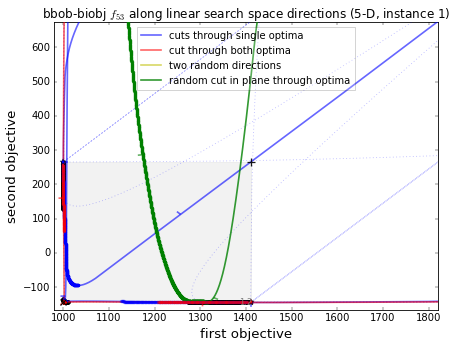 bbob-biobj f53 along linear search space directions (5-D, instance 1)
cuts through single optima
cut through both optima
two random directions
random cut in plane through optima
second objective
600
500
400
300
200
100
0
−100
1000 1100 1200 1300 1400 1500 1600 1700 1800
first objective